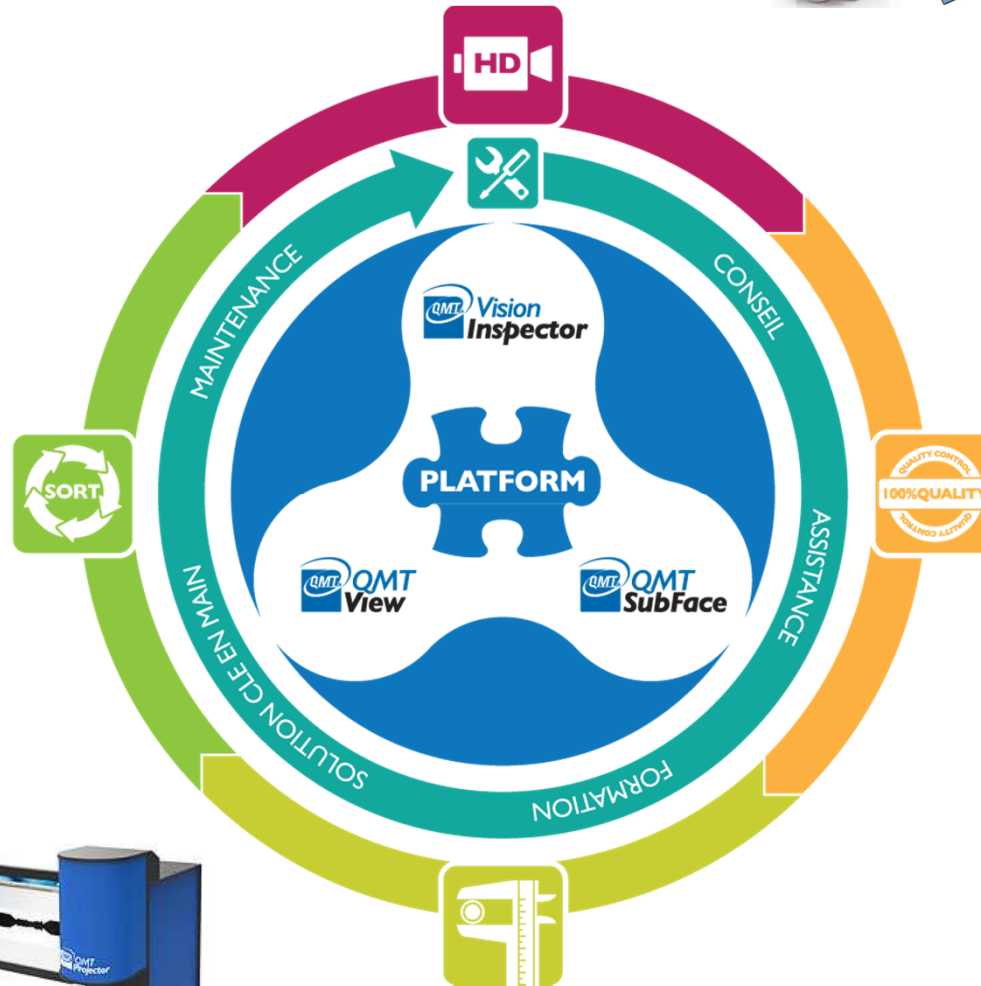 HD
MAINTENANCE
CONSEIL
QMT Vision
Inspector
PLATFORM
SORT
QUALITY CONTROL
100%QUALITY
QUALITY CONTROL
ASSISTANCE
QMT QMT
View
QMT QMT
SubFace
SOLUTION CLE EN MAIN
FORMATION
QMT
Projector